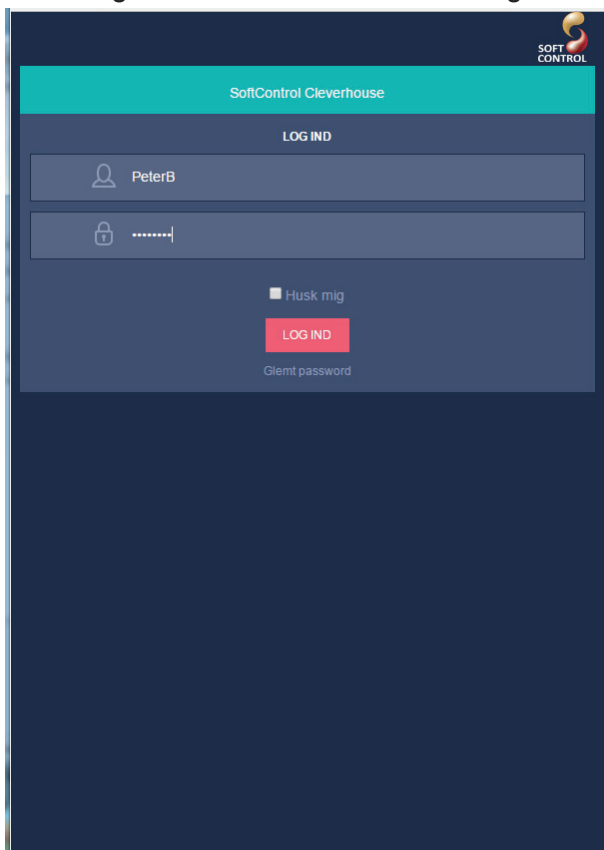 SOFT
CONTROL
SoftControl Cleverhouse
LOG IND
PeterB
••••••••
Husk mig
LOG IND
Glemt password